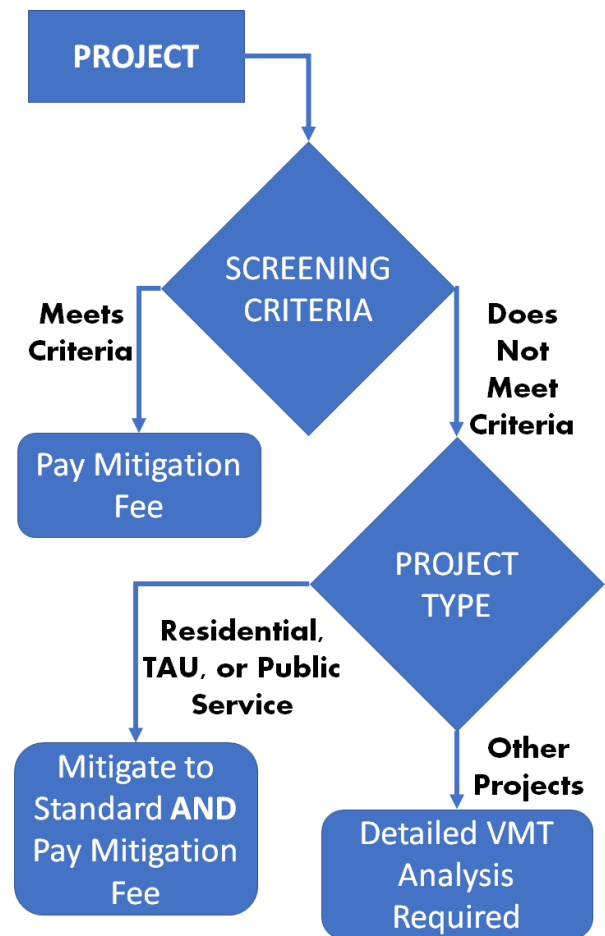 PROJECT
SCREENING
CRITERIA
Meets
Criteria
Does
Not
Meet
Criteria
Pay Mitigation
Fee
PROJECT
TYPE
Residential,
TAU, or Public
Service
Other
Projects
Mitigate to
Standard AND
Pay Mitigation
Fee
Detailed VMT
Analysis
Required